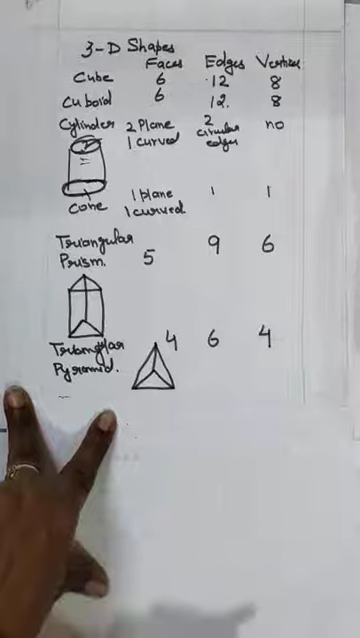 3-D Shapes
Faces Edges Vertices
Cube 6 12 8
Cuboid 6 12. 8
Cylinder 2 Plane 2 no
1 curved circular edges
Cone 1 plane 1 1
1 curved
Triangular Prism. 5 9 6
Triangular Pyramid. 4 6 4